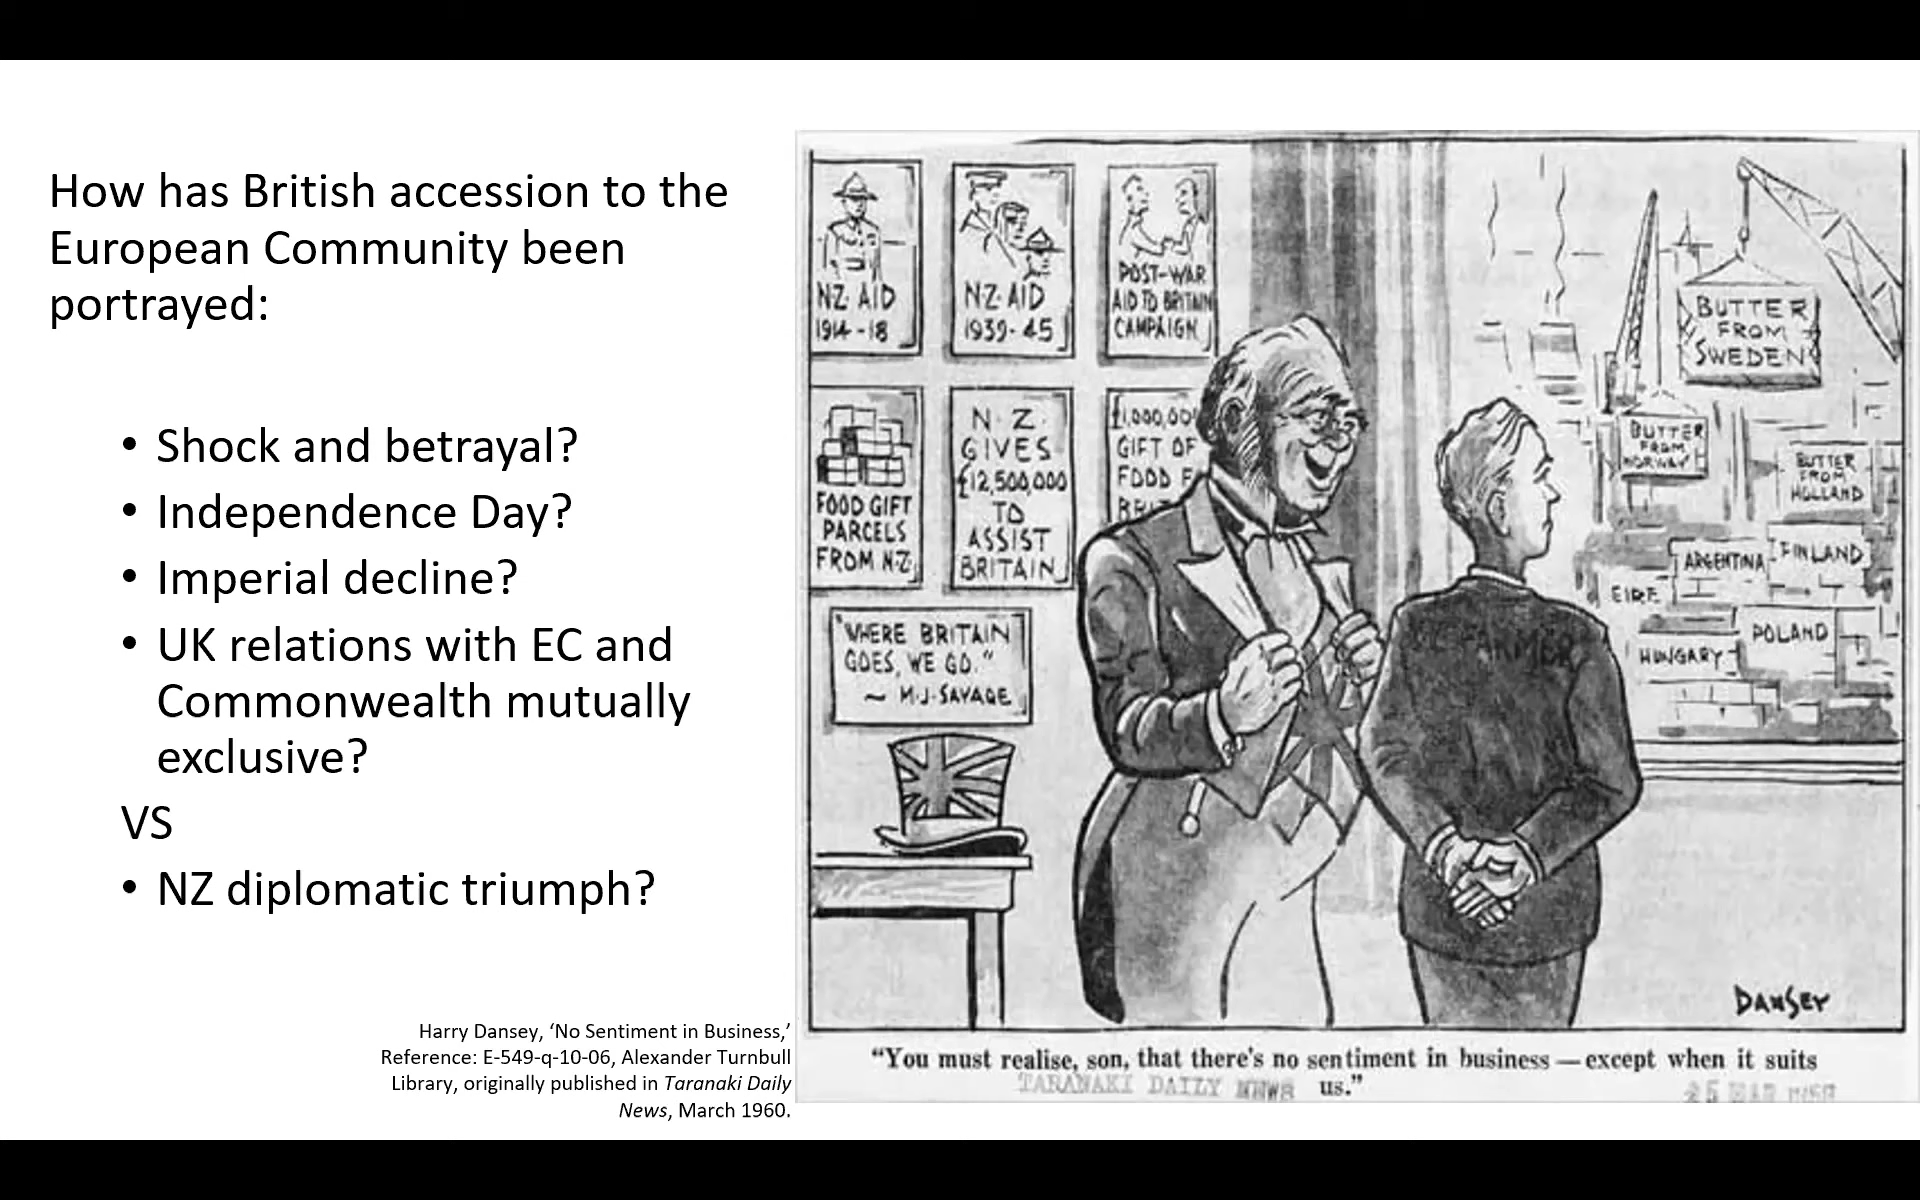 How has British accession to the
European Community been
portrayed:
• Shock and betrayal?
• Independence Day?
• Imperial decline?
• UK relations with EC and
Commonwealth mutually
exclusive?
VS
• NZ diplomatic triumph?
Harry Dansey, ‘No Sentiment in Business,’
Reference: E-549-q-10-06, Alexander Turnbull
Library, originally published in Taranaki Daily
News, March 1960.
N.Z. AID
1914-18
N.Z. AID
1939-45
POST-WAR
AID TO BRITAIN
CAMPAIGN
FOOD GIFT
PARCELS
FROM N.Z.
N.Z.
GIVES
£12,500,000
TO
ASSIST
BRITAIN
GIFT OF
FOOD
"WHERE BRITAIN
GOES, WE GO."
~ M.J. SAVAGE
BUTTER
FROM
SWEDEN
BUTTER
FROM
NORWAY
BUTTER
FROM
HOLLAND
ARGENTINA
FINLAND
EIRE
POLAND
HUNGARY
FARMER
DANSEY
“You must realise, son, that there's no sentiment in business — except when it suits
us.”
TARANAKI DAILY NEWS